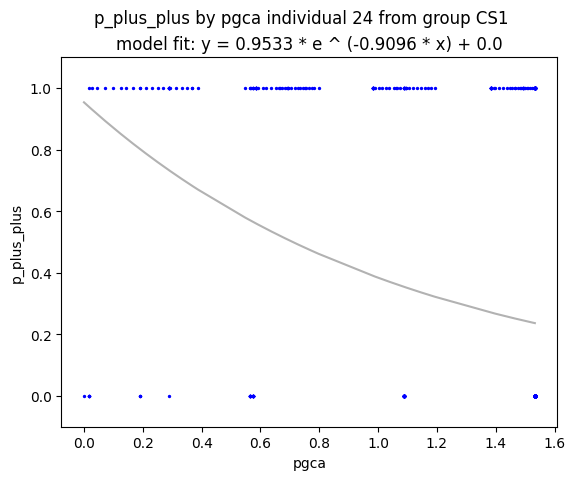 p_plus_plus by pgca individual 24 from group CS1
model fit: y = 0.9533 * e ^ (-0.9096 * x) + 0.0
1.0
0.8
0.6
0.4
0.2
0.0
p_plus_plus
0.0 0.2 0.4 0.6 0.8 1.0 1.2 1.4 1.6
pgca